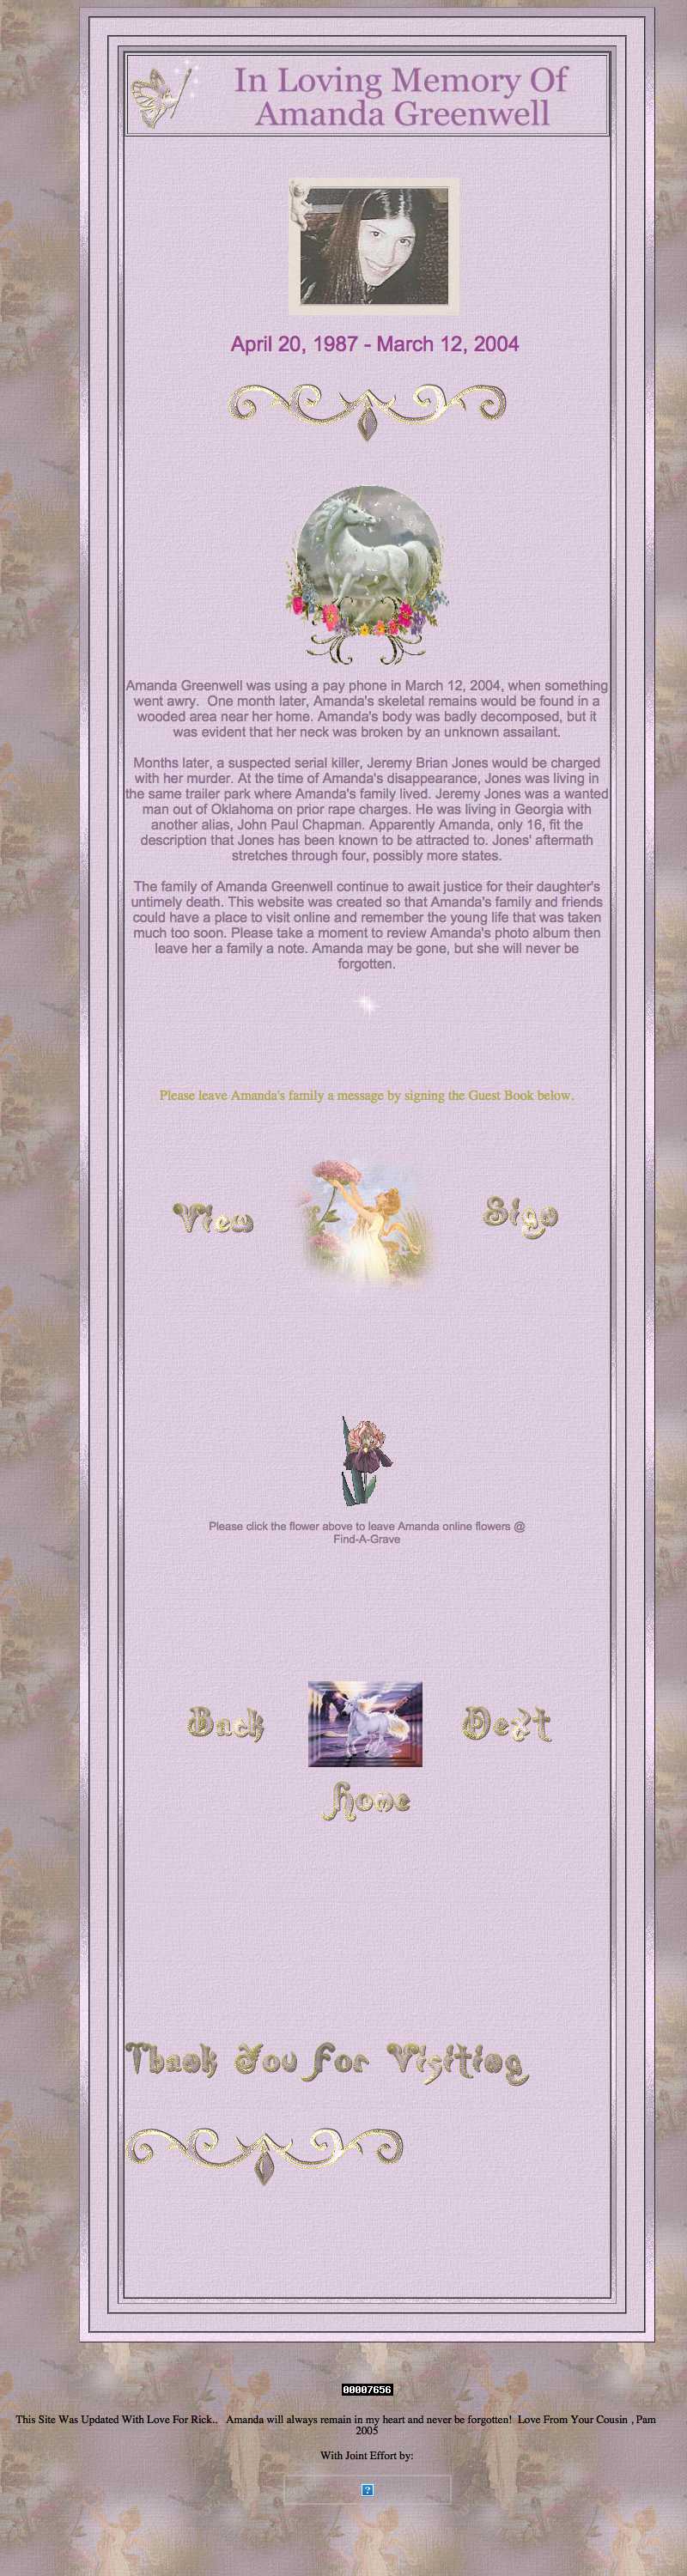 In Loving Memory Of
Amanda Greenwell
April 20, 1987 - March 12, 2004
Amanda Greenwell was using a pay phone in March 12, 2004, when something
went awry.  One month later, Amanda's skeletal remains would be found in a
wooded area near her home. Amanda's body was badly decomposed, but it
was evident that her neck was broken by an unknown assailant.
Months later, a suspected serial killer, Jeremy Brian Jones would be charged
with her murder. At the time of Amanda's disappearance, Jones was living in
the same trailer park where Amanda's family lived. Jeremy Jones was a wanted
man out of Oklahoma on prior rape charges. He was living in Georgia with
another alias, John Paul Chapman. Apparently Amanda, only 16, fit the
description that Jones has been known to be attracted to. Jones' aftermath
stretches through four, possibly more states.
The family of Amanda Greenwell continue to await justice for their daughter's
untimely death. This website was created so that Amanda's family and friends
could have a place to visit online and remember the young life that was taken
much too soon. Please take a moment to review Amanda's photo album then
leave her a family a note. Amanda may be gone, but she will never be
forgotten.
Please leave Amanda's family a message by signing the Guest Book below.
View Sign
Please click the flower above to leave Amanda online flowers @
Find-A-Grave
Back Next
Home
Thank You For Visiting
00007656
This Site Was Updated With Love For Rick..   Amanda will always remain in my heart and never be forgotten!  Love From Your Cousin , Pam
2005
With Joint Effort by:
?